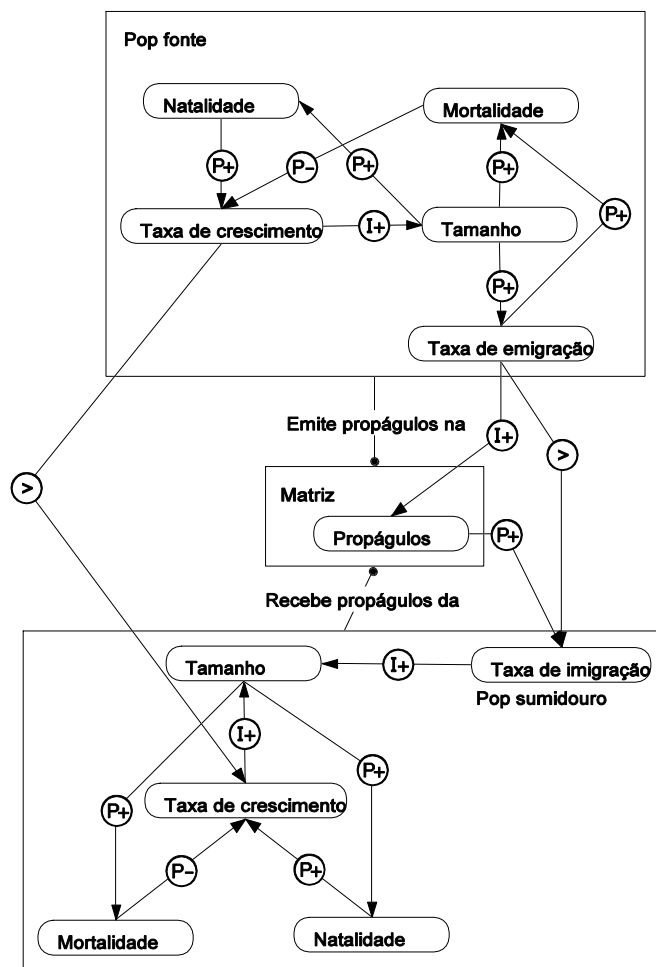 Pop fonte
Natalidade
Mortalidade
P+
P-
P+
P+
P+
Taxa de crescimento
I+
Tamanho
P+
Taxa de emigração
Emite propágulos na
I+
>
>
Matriz
Propágulos
P+
Recebe propágulos da
Tamanho
I+
Taxa de imigração
Pop sumidouro
I+
P+
P+
Taxa de crescimento
P-
P+
Mortalidade
Natalidade